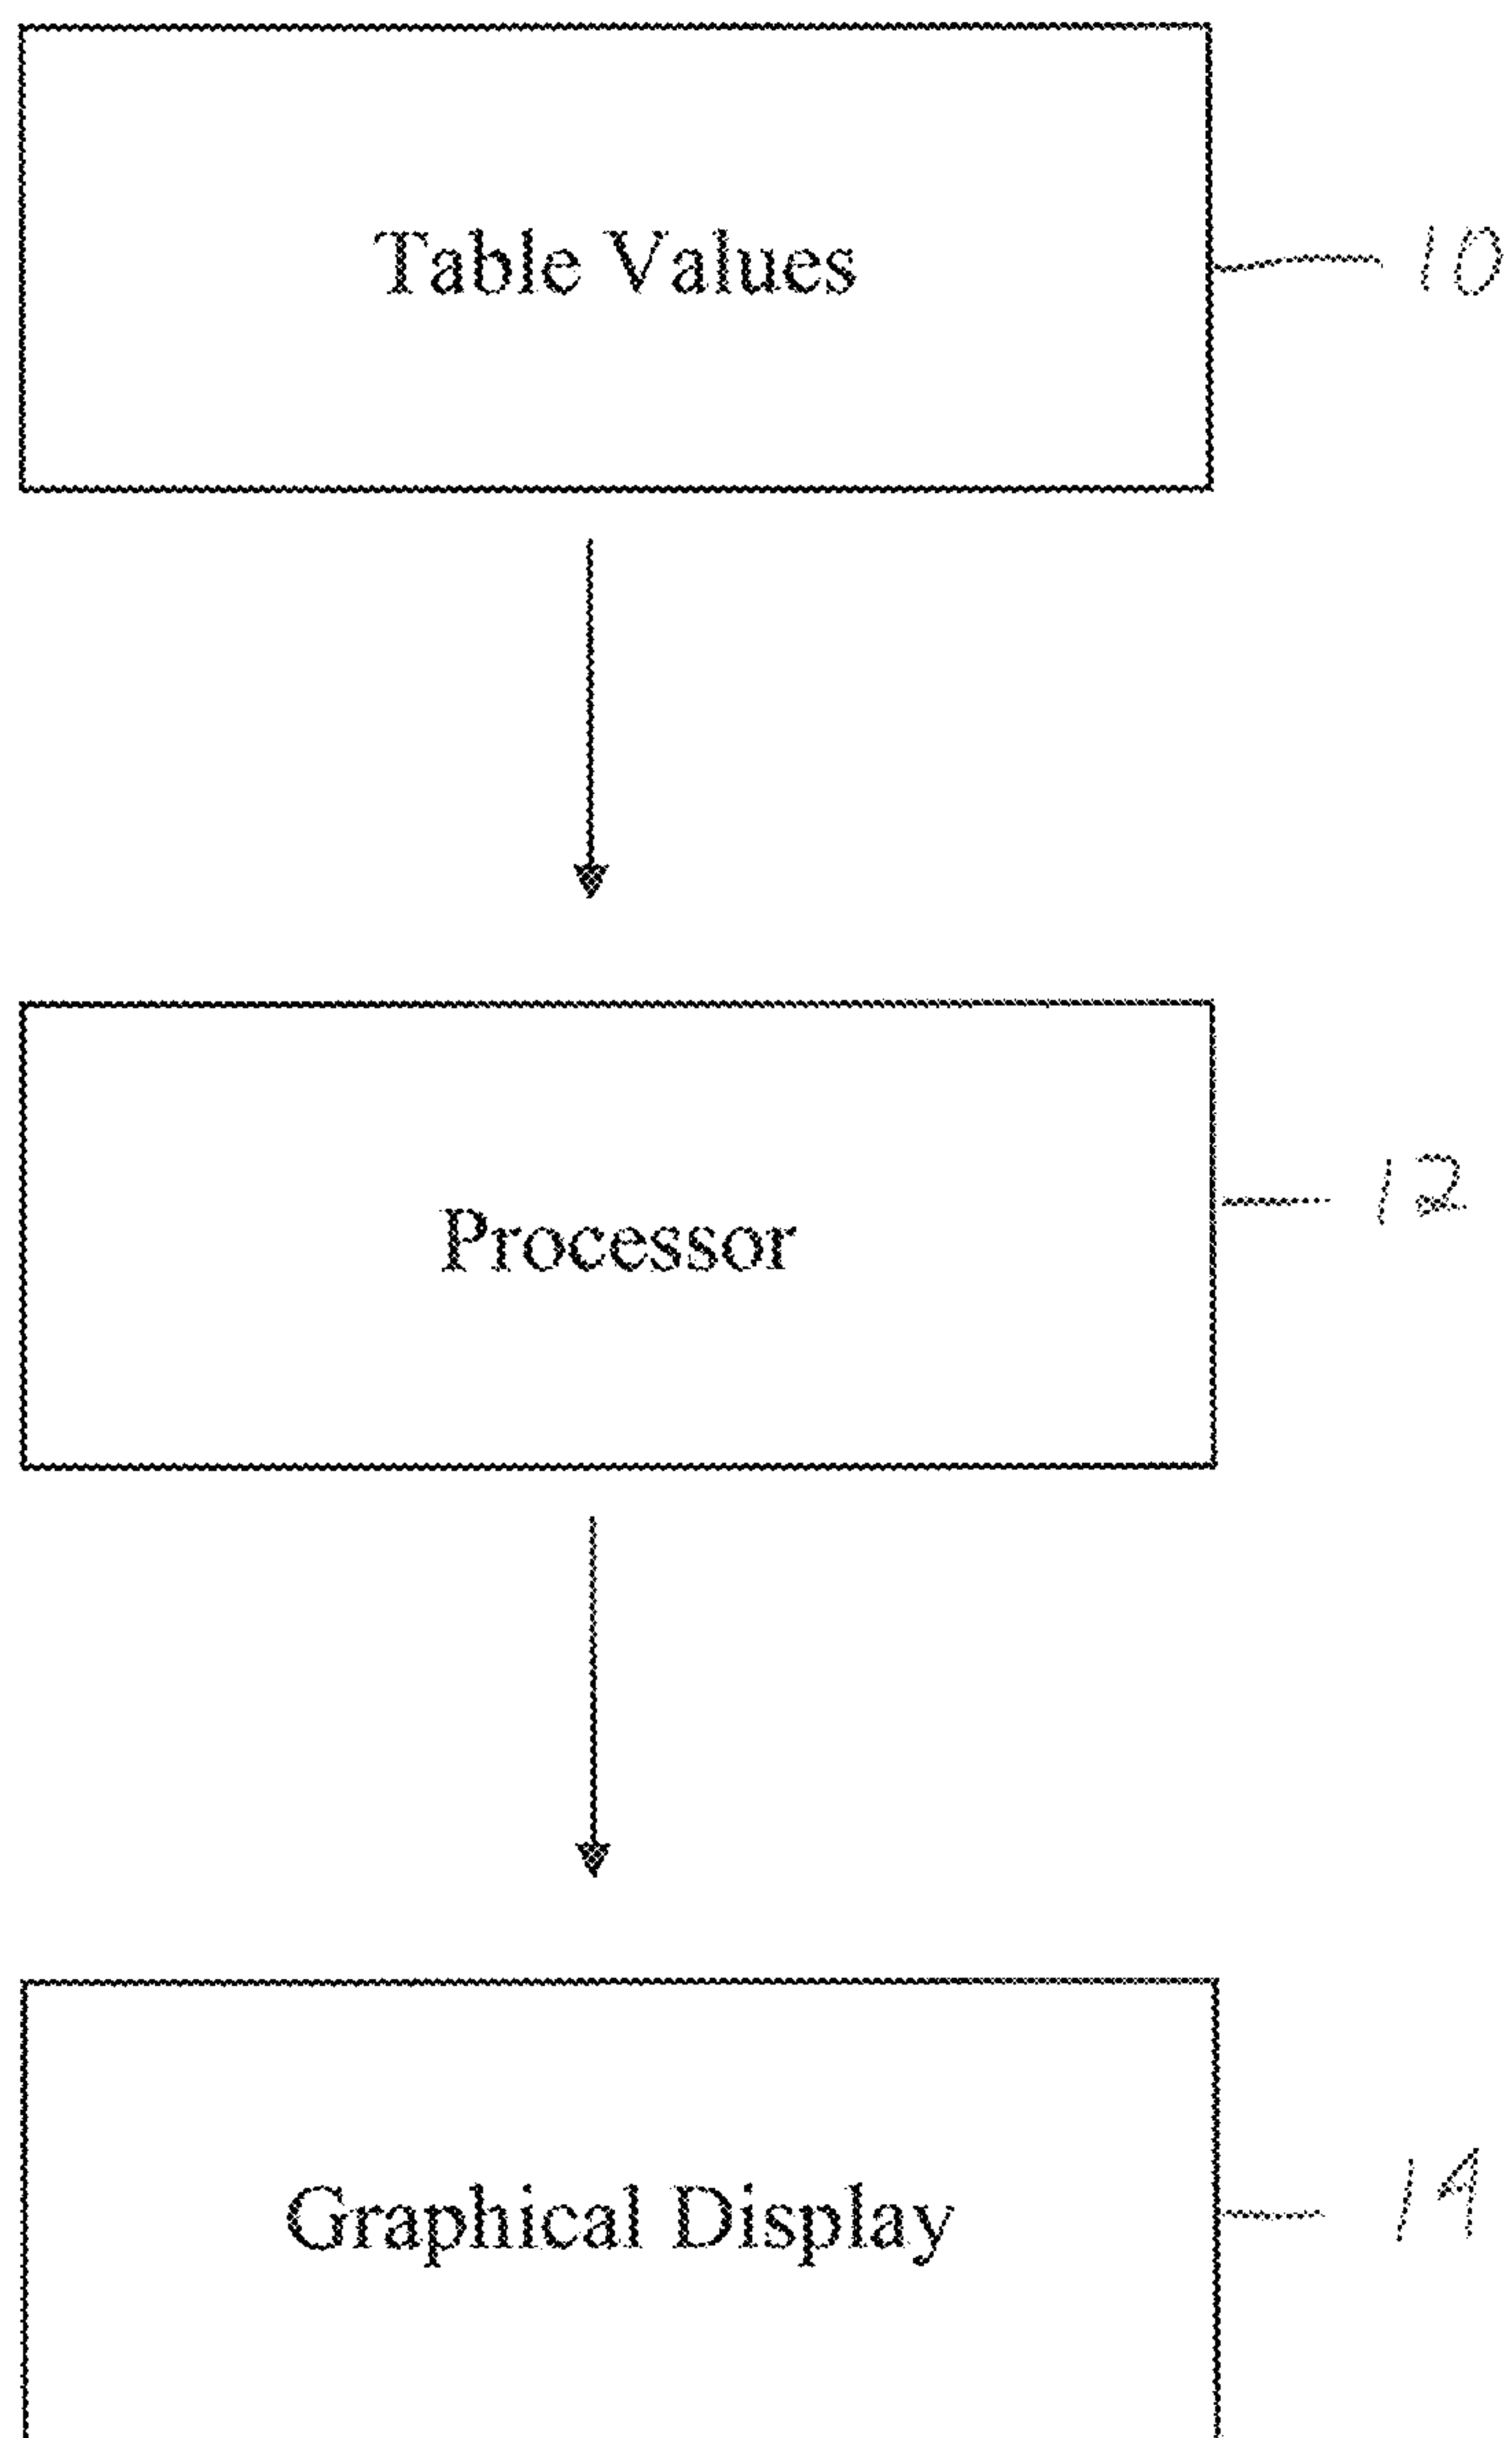 Table Values
10
Processor
12
Graphical Display
14